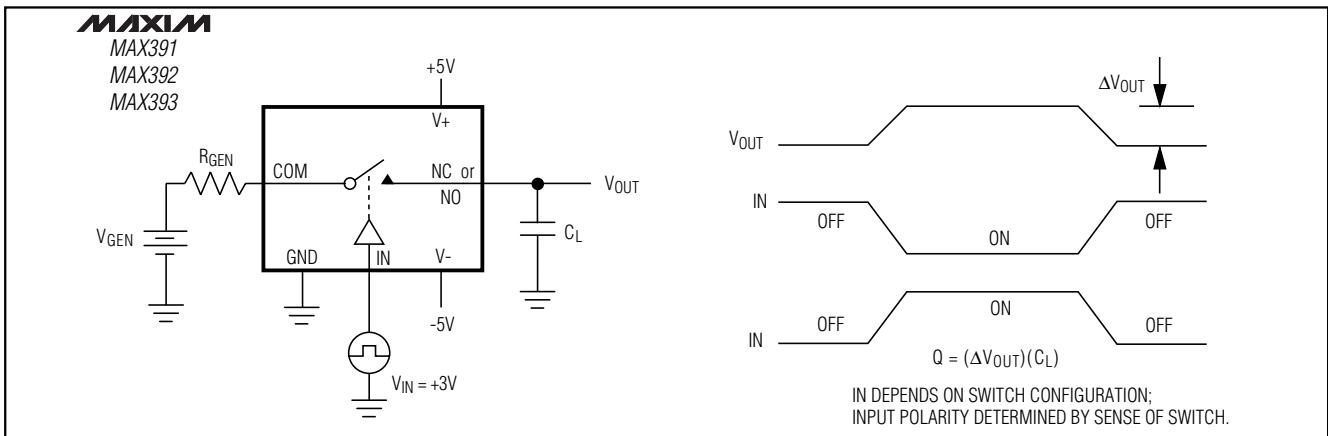 MAXIM
MAX391
MAX392
MAX393
+5V
V+
RGEN
COM
NC or
NO
VOUT
VGEN
CL
GND
IN
V-
-5V
VIN = +3V
ΔVOUT
VOUT
IN
OFF
ON
OFF
IN
OFF
ON
OFF
Q = (ΔVOUT)(CL)
IN DEPENDS ON SWITCH CONFIGURATION;
INPUT POLARITY DETERMINED BY SENSE OF SWITCH.